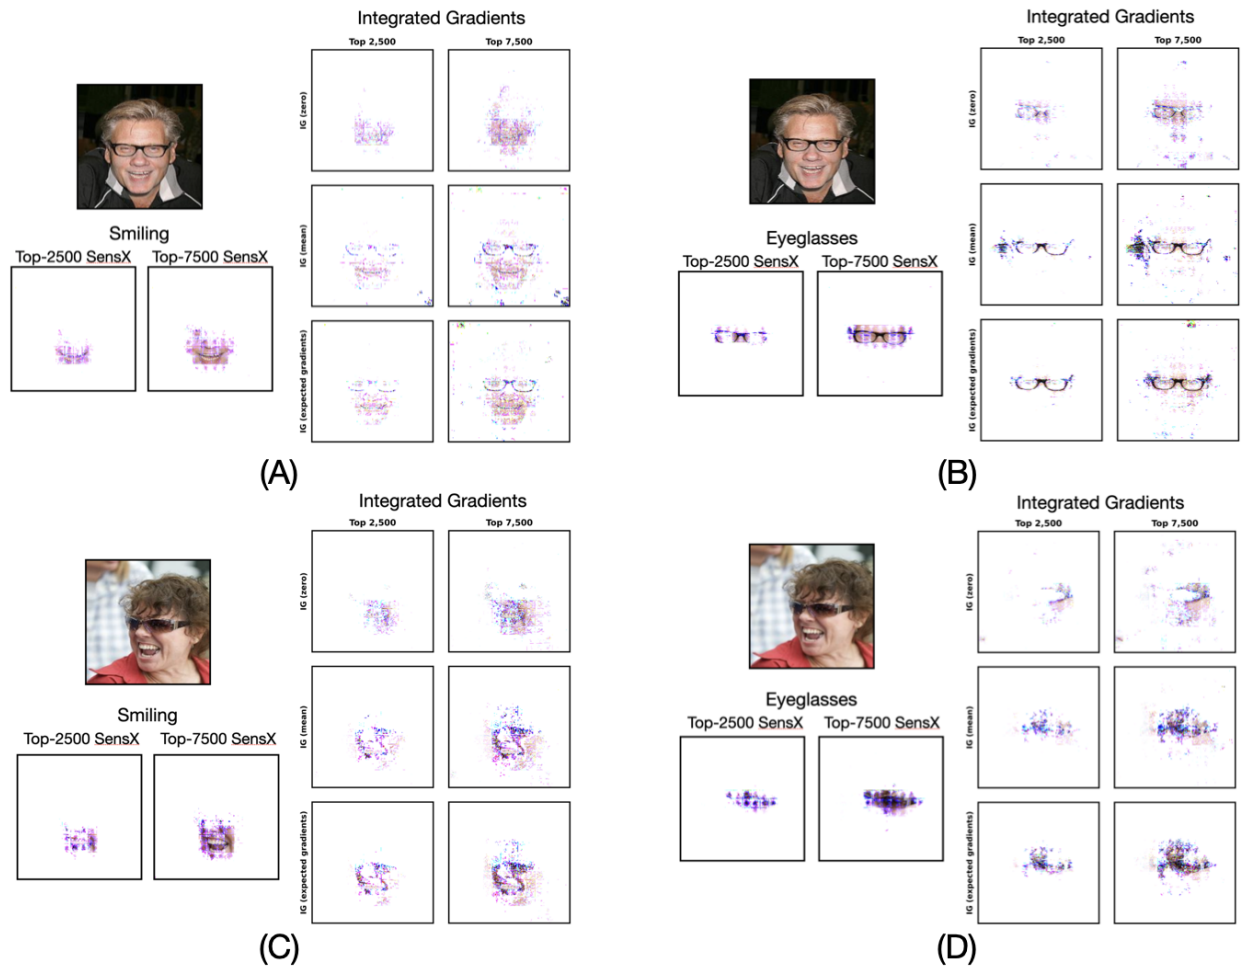 Integrated Gradients
Top 2,500 Top 7,500
IG (zero)
Smiling
Top-2500 SensX Top-7500 SensX
IG (mean)
IG (expected gradients)
(A)
Integrated Gradients
Top 2,500 Top 7,500
IG (zero)
Eyeglasses
Top-2500 SensX Top-7500 SensX
IG (mean)
IG (expected gradients)
(B)
Integrated Gradients
Top 2,500 Top 7,500
IG (zero)
Smiling
Top-2500 SensX Top-7500 SensX
IG (mean)
IG (expected gradients)
(C)
Integrated Gradients
Top 2,500 Top 7,500
IG (zero)
Eyeglasses
Top-2500 SensX Top-7500 SensX
IG (mean)
IG (expected gradients)
(D)